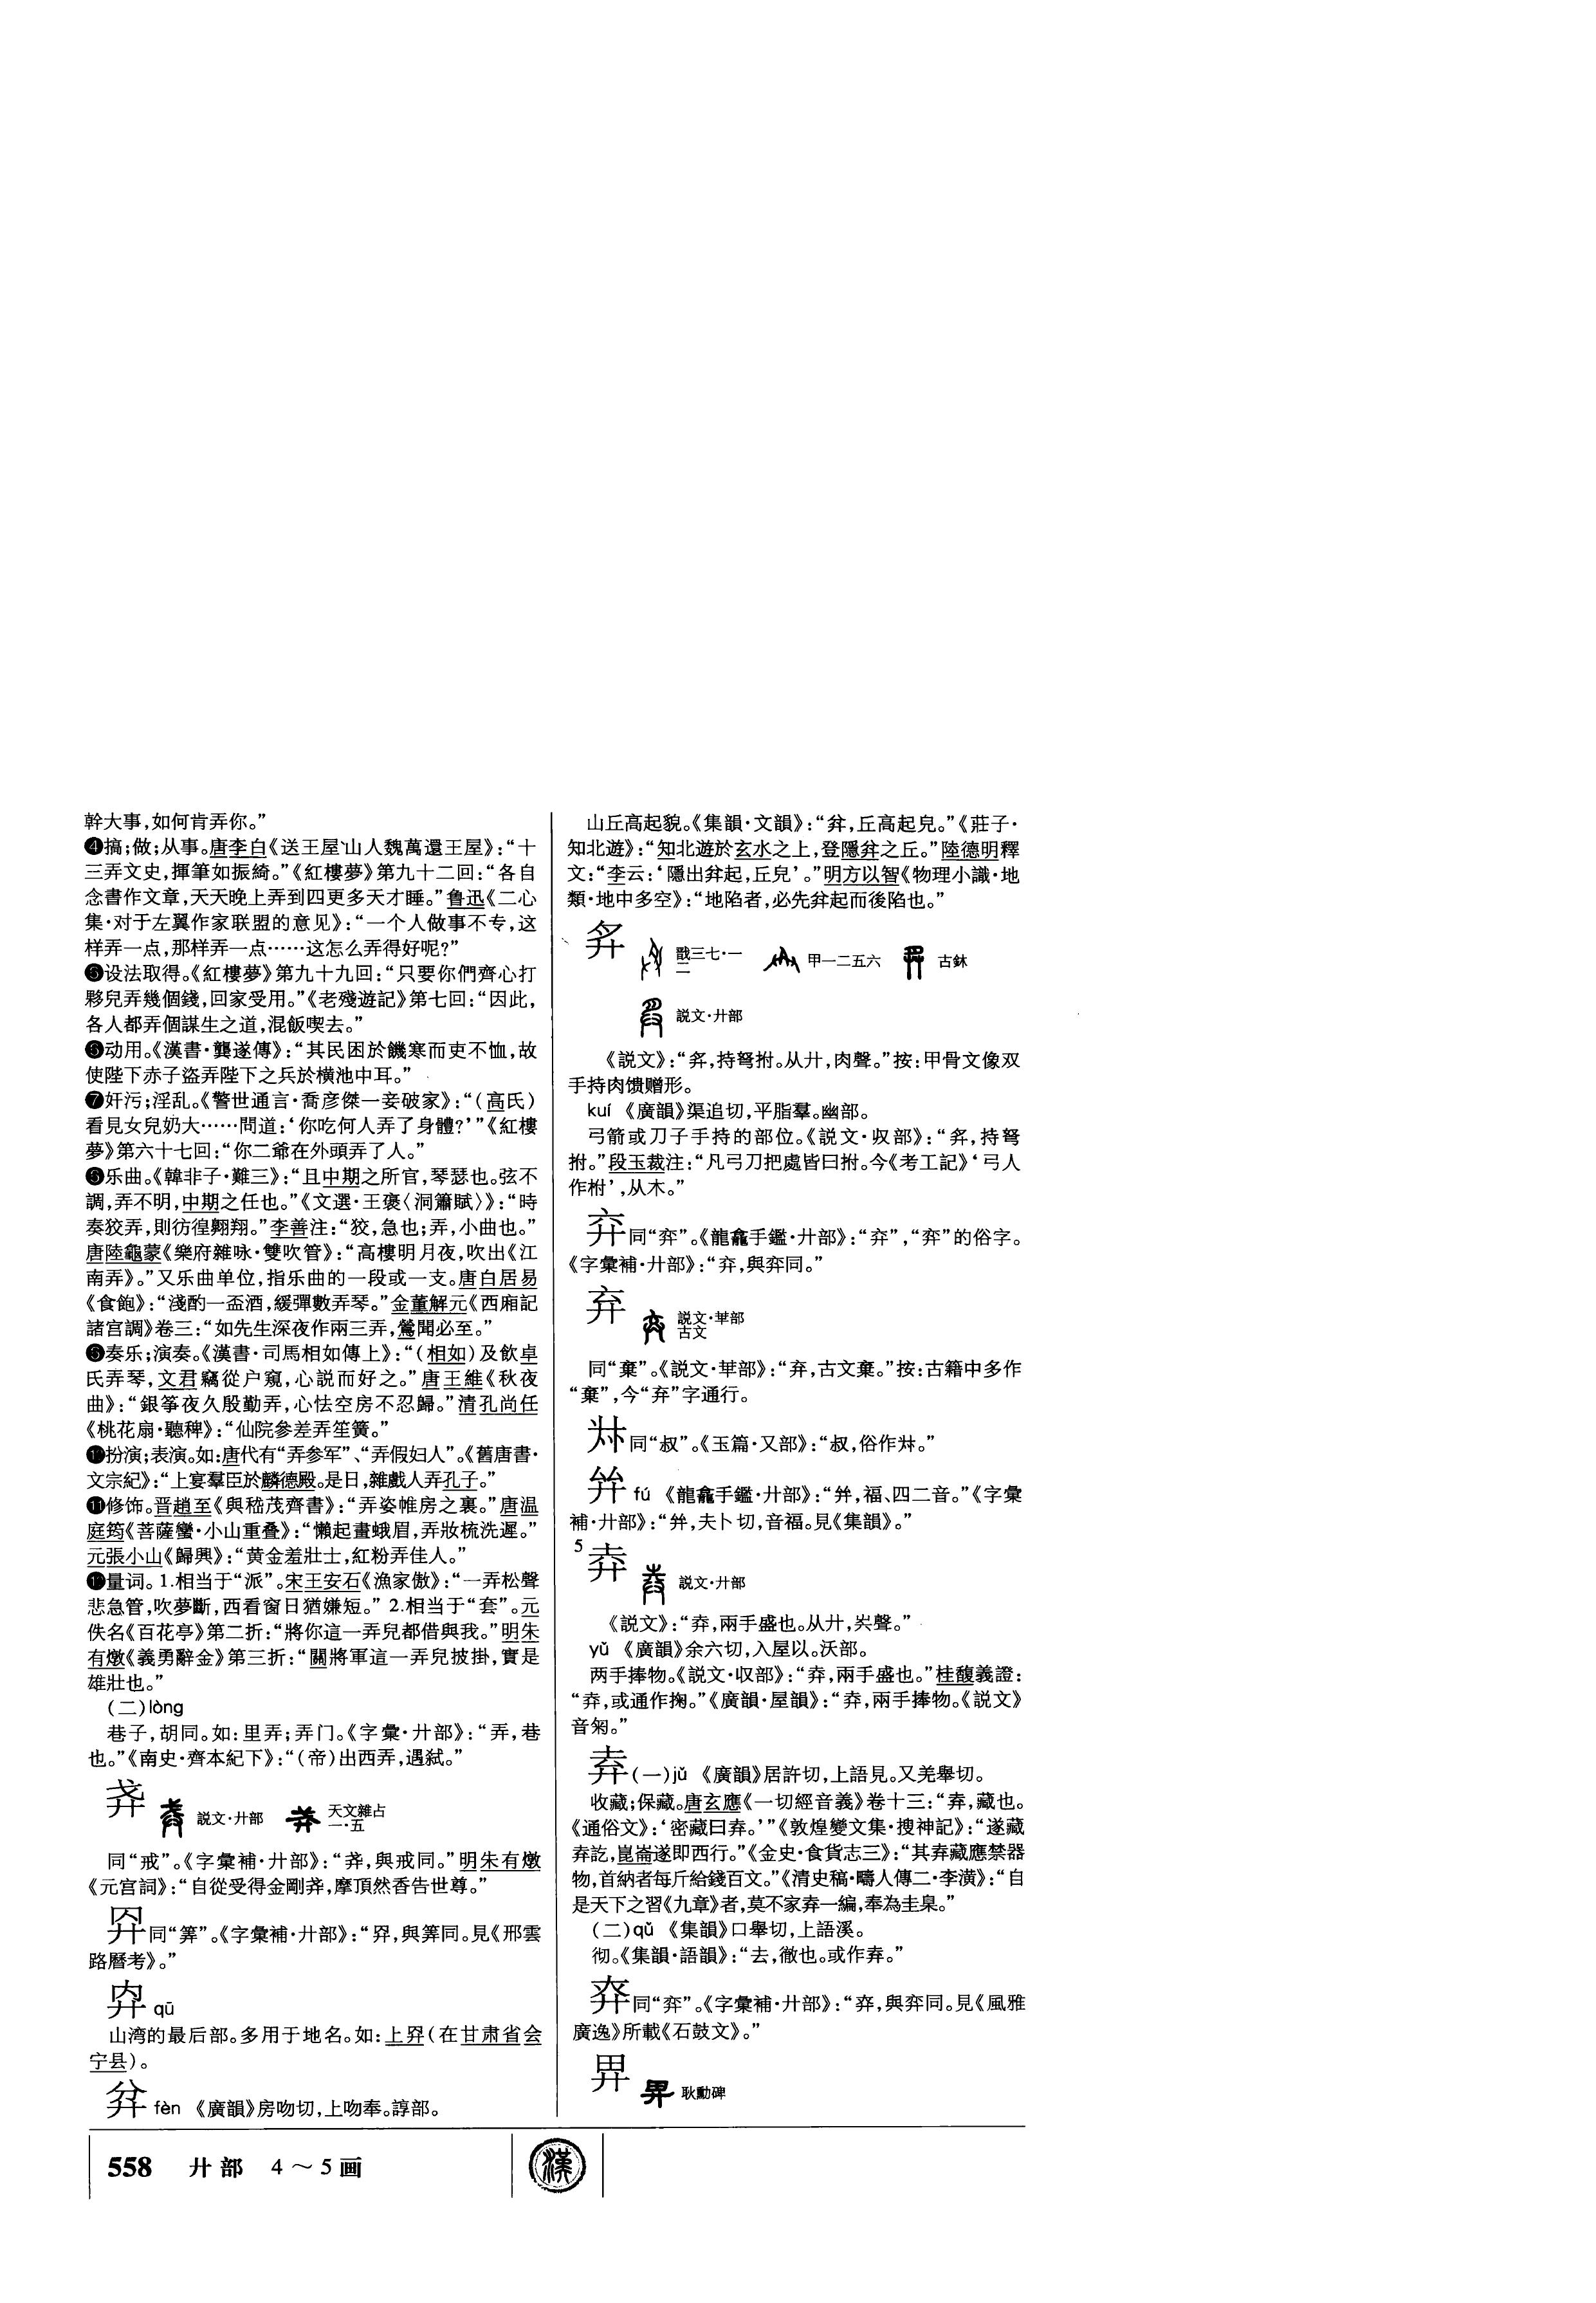 幹大事,如何肯弄你。”
❹搞;做;从事。唐李白《送王屋山人魏萬還王屋》:“十
三弄文史,揮筆如振綺。”《紅樓夢》第九十二回:“各自
念書作文章,天天晚上弄到四更多天才睡。”鲁迅《二心
集·对于左翼作家联盟的意见》:“一个人做事不专,这
样弄一点,那样弄一点……这怎么弄得好呢?”
❺设法取得。《紅樓夢》第九十九回:“只要你們齊心打
夥兒弄幾個錢,回家受用。”《老殘遊記》第七回:“因此,
各人都弄個謀生之道,混飯喫去。”
❻动用。《漢書·龔遂傳》:“其民困於饑寒而吏不恤,故
使陛下赤子盗弄陛下之兵於横池中耳。”
❼奸污;淫乱。《警世通言·喬彦傑一妾破家》:“(高氏)
看見女兒奶大……問道:‘你吃何人弄了身體?’”《紅樓
夢》第六十七回:“你二爺在外頭弄了人。”
❽乐曲。《韓非子·難三》:“且中期之所官,琴瑟也。弦不
調,弄不明,中期之任也。”《文選·王褒〈洞簫賦〉》:“時
奏狡弄,則彷徨翱翔。”李善注:“狡,急也;弄,小曲也。”
唐陸龜蒙《樂府雜咏·雙吹管》:“高樓明月夜,吹出《江
南弄》。”又乐曲单位,指乐曲的一段或一支。唐白居易
《食飽》:“淺酌一盃酒,緩彈數弄琴。”金董解元《西廂記
諸宫調》卷三:“如先生深夜作兩三弄,鶯聞必至。”
❾奏乐;演奏。《漢書·司馬相如傳上》:“(相如)及飲卓
氏弄琴,文君竊從户窺,心説而好之。”唐王維《秋夜
曲》:“銀筝夜久殷勤弄,心怯空房不忍歸。”清孔尚任
《桃花扇·聽稗》:“仙院參差弄笙簧。”
❿扮演;表演。如:唐代有“弄参军”、“弄假妇人”。《舊唐書·
文宗紀》:“上宴羣臣於麟德殿。是日,雜戲人弄孔子。”
⓫修饰。晋趙至《與嵇茂齊書》:“弄姿帷房之裏。”唐温
庭筠《菩薩蠻·小山重叠》:“懶起畫蛾眉,弄妝梳洗遲。”
元張小山《歸興》:“黄金羞壯士,紅粉弄佳人。”
⓬量词。1.相当于“派”。宋王安石《漁家傲》:“一弄松聲
悲急管,吹夢斷,西看窗日猶嫌短。” 2.相当于“套”。元
佚名《百花亭》第二折:“將你這一弄兒都借與我。”明朱
有燉《義勇辭金》第三折:“關將軍這一弄兒披掛,實是
雄壯也。”
(二)lòng
巷子,胡同。如:里弄;弄门。《字彙·廾部》:“弄,巷
也。”《南史·齊本紀下》:“(帝)出西弄,遇弑。”
説文·廾部 天文雜占
一·五
同“戒”。《字彙補·廾部》:“,與戒同。”明朱有燉
《元宫詞》:“自從受得金剛,摩頂然香告世尊。”
同“筭”。《字彙補·廾部》:“,與筭同。見《邢雲
路曆考》。”
qū
山湾的最后部。多用于地名。如:上(在甘肃省会
宁县)。
弅 fèn 《廣韻》房吻切,上吻奉。諄部。
山丘高起貌。《集韻·文韻》:“弅,丘高起皃。”《莊子·
知北遊》:“知北遊於玄水之上,登隱弅之丘。”陸德明釋
文:“李云:‘隱出弅起,丘皃’。”明方以智《物理小識·地
類·地中多空》:“地陷者,必先弅起而後陷也。”
戬三七·一
二 甲一二五六 古鉢
説文·廾部
《説文》:“,持弩拊。从廾,肉聲。”按:甲骨文像双
手持肉馈赠形。
kuí 《廣韻》渠追切,平脂羣。幽部。
弓箭或刀子手持的部位。《説文·収部》:“,持弩
拊。”段玉裁注:“凡弓刀把處皆曰拊。今《考工記》‘弓人
作柎’,从木。”
同“弈”。《龍龕手鑑·廾部》:“”,“弈”的俗字。
《字彙補·廾部》:“,與弈同。”
弃 説文·𠦒部
古文
同“棄”。《説文·𠦒部》:“弃,古文棄。”按:古籍中多作
“棄”,今“弃”字通行。
同“叔”。《玉篇·又部》:“叔,俗作。”
fú 《龍龕手鑑·廾部》:“,福、四二音。”《字彙
補·廾部》:“,夫卜切,音福。見《集韻》。”
5
説文·廾部
《説文》:“,兩手盛也。从廾,圥聲。”
yǔ 《廣韻》余六切,入屋以。沃部。
两手捧物。《説文·収部》:“,兩手盛也。”桂馥義證:
“,或通作掬。”《廣韻·屋韻》:“,兩手捧物。《説文》
音匊。”
弆 (一)jǔ 《廣韻》居許切,上語見。又羌舉切。
收藏;保藏。唐玄應《一切經音義》卷十三:“弆,藏也。
《通俗文》:‘密藏曰弆。’”《敦煌變文集·搜神記》:“遂藏
弆訖,崑崙遂即西行。”《金史·食貨志三》:“其弆藏應禁器
物,首納者每斤給錢百文。”《清史稿·疇人傳二·李潢》:“自
是天下之習《九章》者,莫不家弆一編,奉為圭臬。”
(二)qǔ 《集韻》口舉切,上語溪。
彻。《集韻·語韻》:“去,徹也。或作弆。”
同“弈”。《字彙補·廾部》:“,與弈同。見《風雅
廣逸》所載《石鼓文》。”
畀 耿勳碑
558 廾部 4～5画
漢